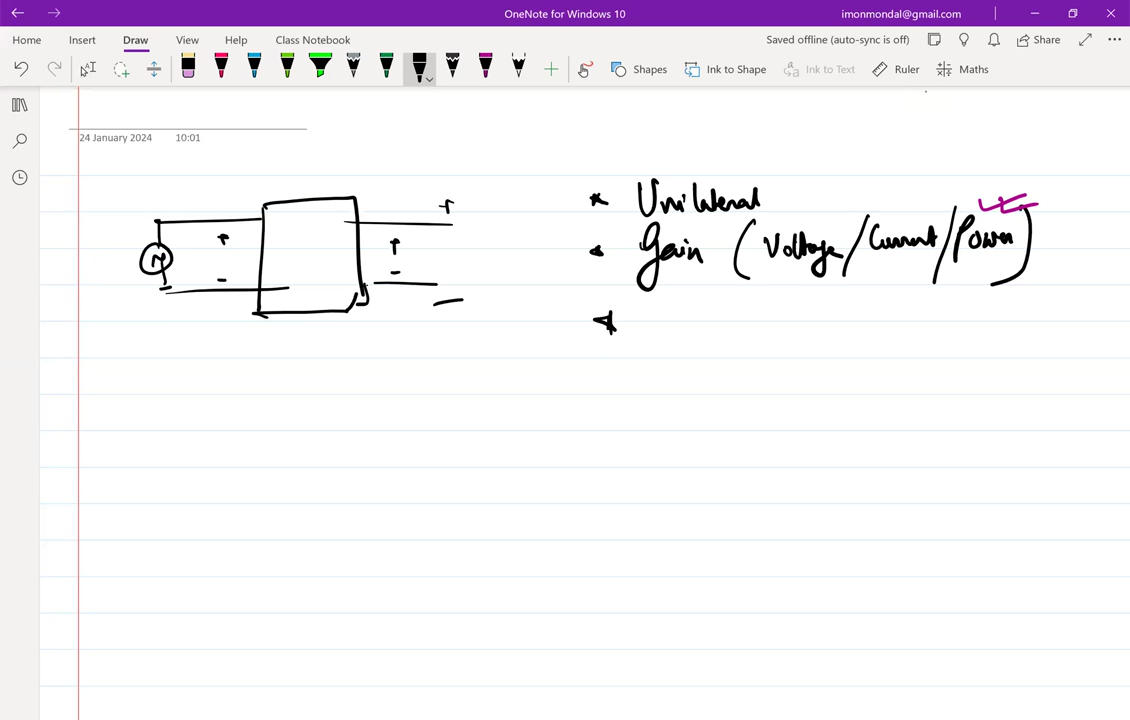 OneNote for Windows 10
imonmondal@gmail.com
Home Insert Draw View Help Class Notebook
Saved offline (auto-sync is off) Share
Shapes Ink to Shape Ink to Text Ruler Maths
24 January 2024 10:01
Unilateral
Gain (Voltage/Current/Power)
+ + + - -